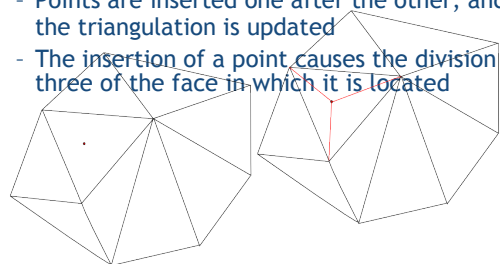 - Points are inserted one after the other, and
the triangulation is updated
- The insertion of a point causes the division
three of the face in which it is located